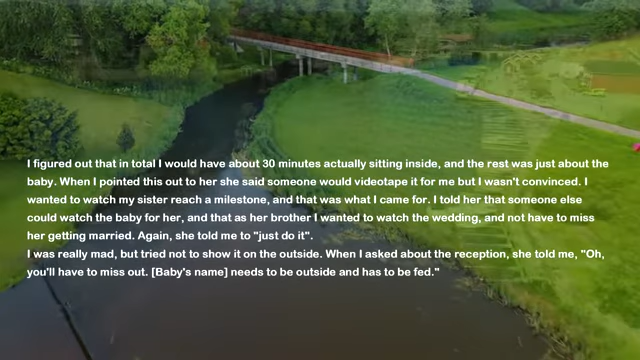 I figured out that in total I would have about 30 minutes actually sitting inside, and the rest was just about the
baby. When I pointed this out to her she said someone would videotape it for me but I wasn't convinced. I
wanted to watch my sister reach a milestone, and that was what I came for. I told her that someone else
could watch the baby for her, and that as her brother I wanted to watch the wedding, and not have to miss
her getting married. Again, she told me to "just do it".
I was really mad, but tried not to show it on the outside. When I asked about the reception, she told me, "Oh,
you'll have to miss out. [Baby's name] needs to be outside and has to be fed."